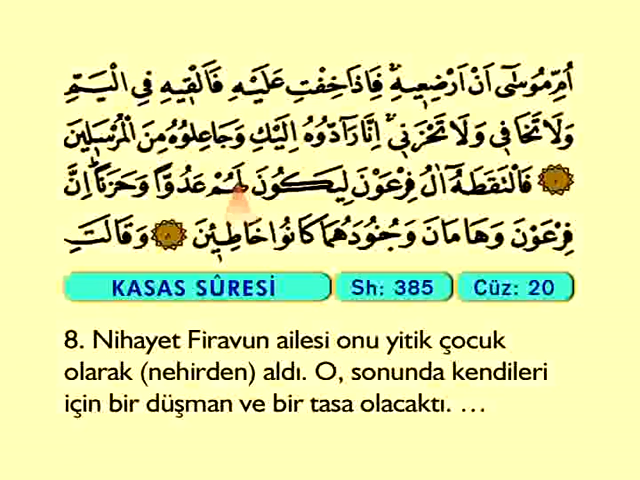 اُمِّ مُوسٰٓى اَنْ اَرْضِعٖيهِۚ فَاِذَا خِفْتِ عَلَيْهِ فَاَلْقٖيهِ فِي الْيَمِّ
وَلَا تَخَافٖي وَلَا تَحْزَنٖيۚ اِنَّا رَٓادُّوهُ اِلَيْكِ وَجَاعِلُوهُ مِنَ الْمُرْسَلٖينَ
فَالْتَقَطَهُٓ اٰلُ فِرْعَوْنَ لِيَكُونَ لَهُمْ عَدُوًّا وَحَزَنًاۜ اِنَّ
فِرْعَوْنَ وَهَامَانَ وَجُنُودَهُمَا كَانُوا خَاطِـٖٔينَ وَقَالَتِ
KASAS SÛRESİ Sh: 385 Cüz: 20
8. Nihayet Firavun ailesi onu yitik çocuk
olarak (nehirden) aldı. O, sonunda kendileri
için bir düşman ve bir tasa olacaktı. …